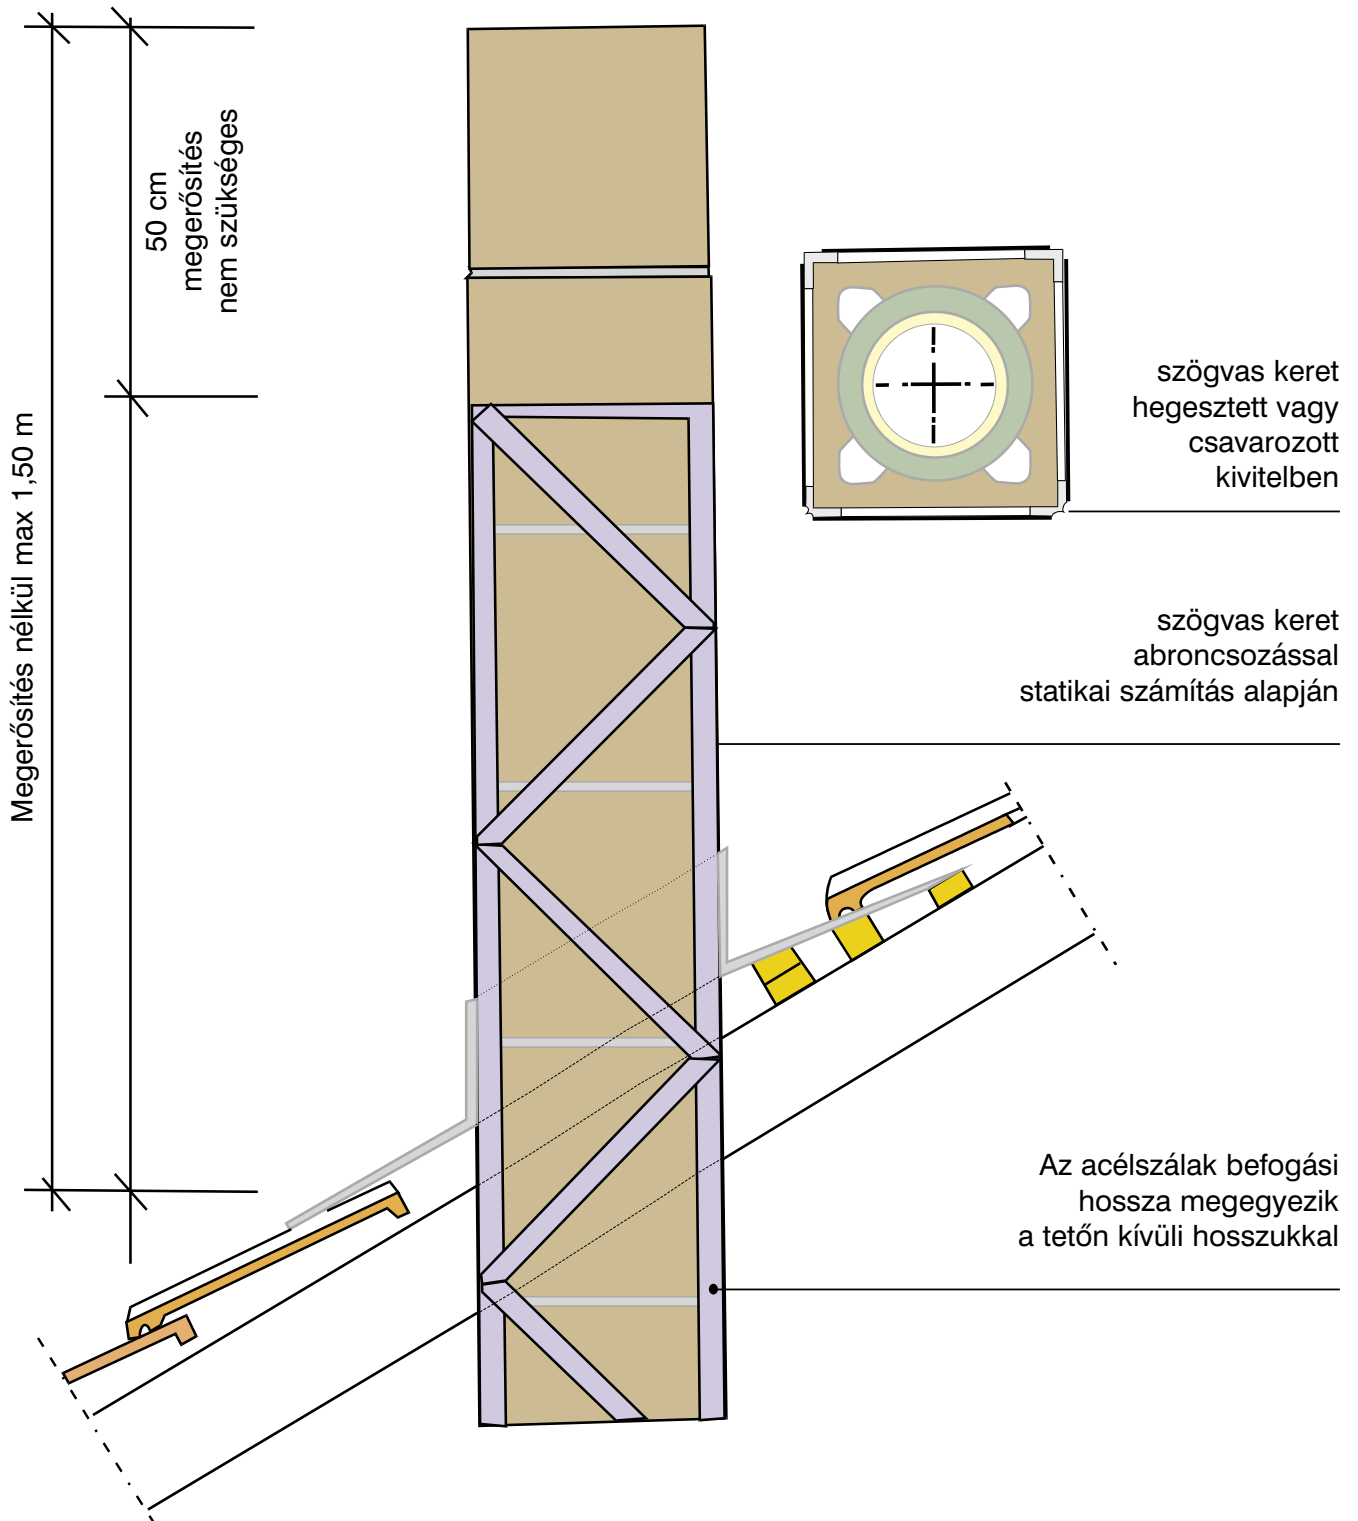 50 cm
megerősítés
nem szükséges
Megerősítés nélkül max 1,50 m
szögvas keret
hegesztett vagy
csavarozott
kivitelben
szögvas keret
abroncsozással
statikai számítás alapján
Az acélszálak befogási
hossza megegyezik
a tetőn kívüli hosszukkal